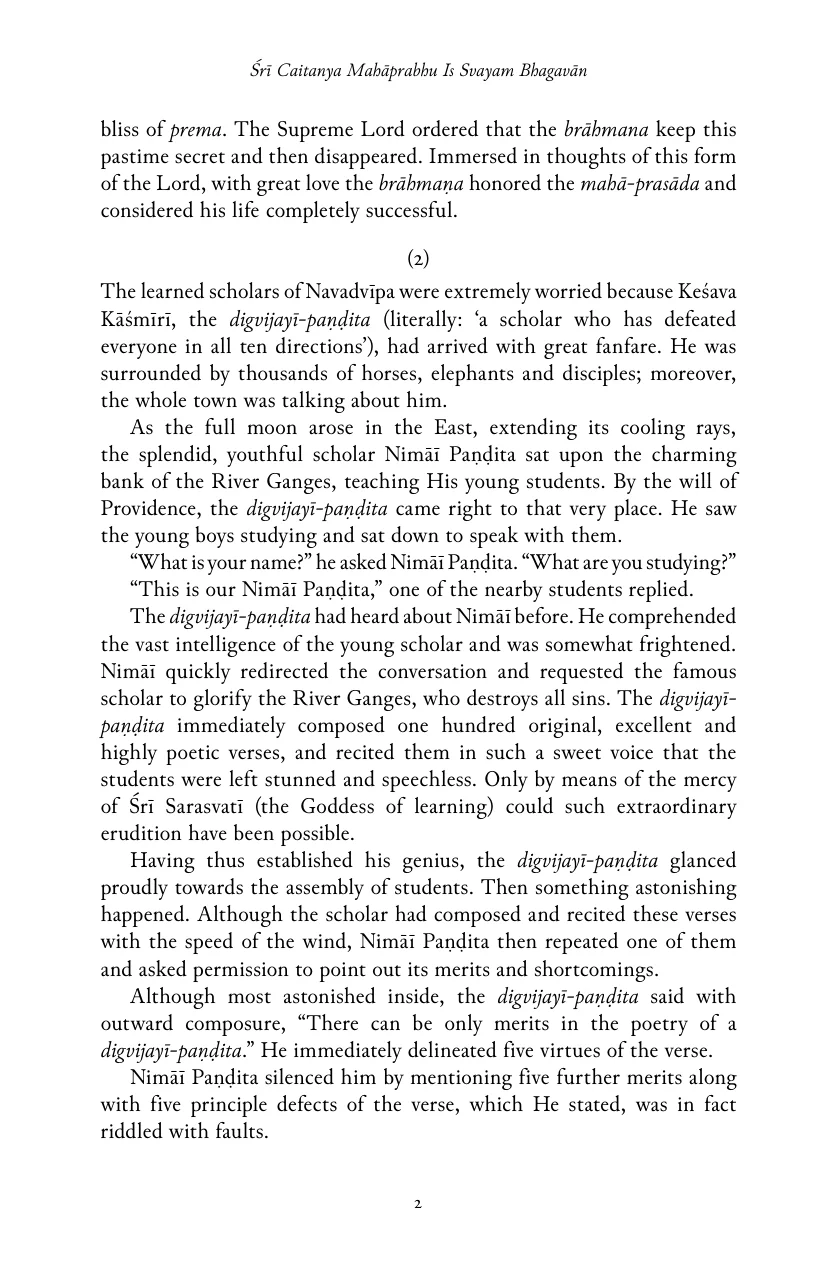 Śrī Caitanya Mahāprabhu Is Svayam Bhagavān
bliss of prema. The Supreme Lord ordered that the brāhmana keep this
pastime secret and then disappeared. Immersed in thoughts of this form
of the Lord, with great love the brāhmaṇa honored the mahā-prasāda and
considered his life completely successful.
(2)
The learned scholars of Navadvīpa were extremely worried because Keśava
Kāśmīrī, the digvijayī-paṇḍita (literally: ‘a scholar who has defeated
everyone in all ten directions’), had arrived with great fanfare. He was
surrounded by thousands of horses, elephants and disciples; moreover,
the whole town was talking about him.
As the full moon arose in the East, extending its cooling rays,
the splendid, youthful scholar Nimāī Paṇḍita sat upon the charming
bank of the River Ganges, teaching His young students. By the will of
Providence, the digvijayī-paṇḍita came right to that very place. He saw
the young boys studying and sat down to speak with them.
“What is your name?” he asked Nimāī Paṇḍita. “What are you studying?”
“This is our Nimāī Paṇḍita,” one of the nearby students replied.
The digvijayī-paṇḍita had heard about Nimāī before. He comprehended
the vast intelligence of the young scholar and was somewhat frightened.
Nimāī quickly redirected the conversation and requested the famous
scholar to glorify the River Ganges, who destroys all sins. The digvijayī-
paṇḍita immediately composed one hundred original, excellent and
highly poetic verses, and recited them in such a sweet voice that the
students were left stunned and speechless. Only by means of the mercy
of Śrī Sarasvatī (the Goddess of learning) could such extraordinary
erudition have been possible.
Having thus established his genius, the digvijayī-paṇḍita glanced
proudly towards the assembly of students. Then something astonishing
happened. Although the scholar had composed and recited these verses
with the speed of the wind, Nimāī Paṇḍita then repeated one of them
and asked permission to point out its merits and shortcomings.
Although most astonished inside, the digvijayī-paṇḍita said with
outward composure, “There can be only merits in the poetry of a
digvijayī-paṇḍita.” He immediately delineated five virtues of the verse.
Nimāī Paṇḍita silenced him by mentioning five further merits along
with five principle defects of the verse, which He stated, was in fact
riddled with faults.
2